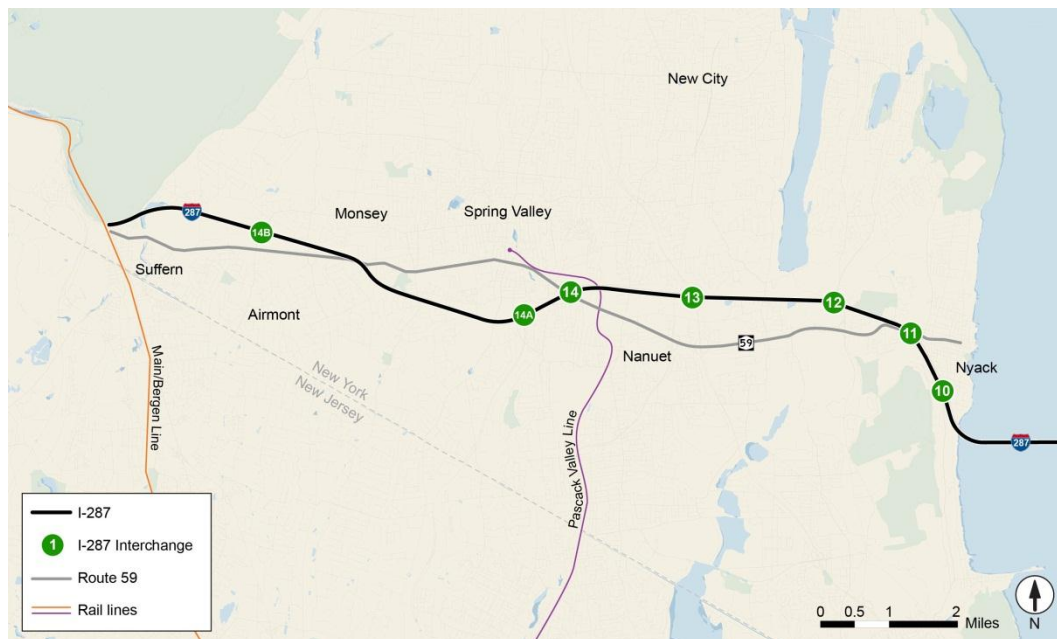 New City
Monsey
Spring Valley
287
14B
Suffern
Airmont
14
13
12
14A
11
59
Nanuet
Nyack
10
287
New York
New Jersey
Main/Bergen Line
Pascack Valley Line
I-287
1
I-287 Interchange
Route 59
Rail lines
0 0.5 1 2
Miles
N